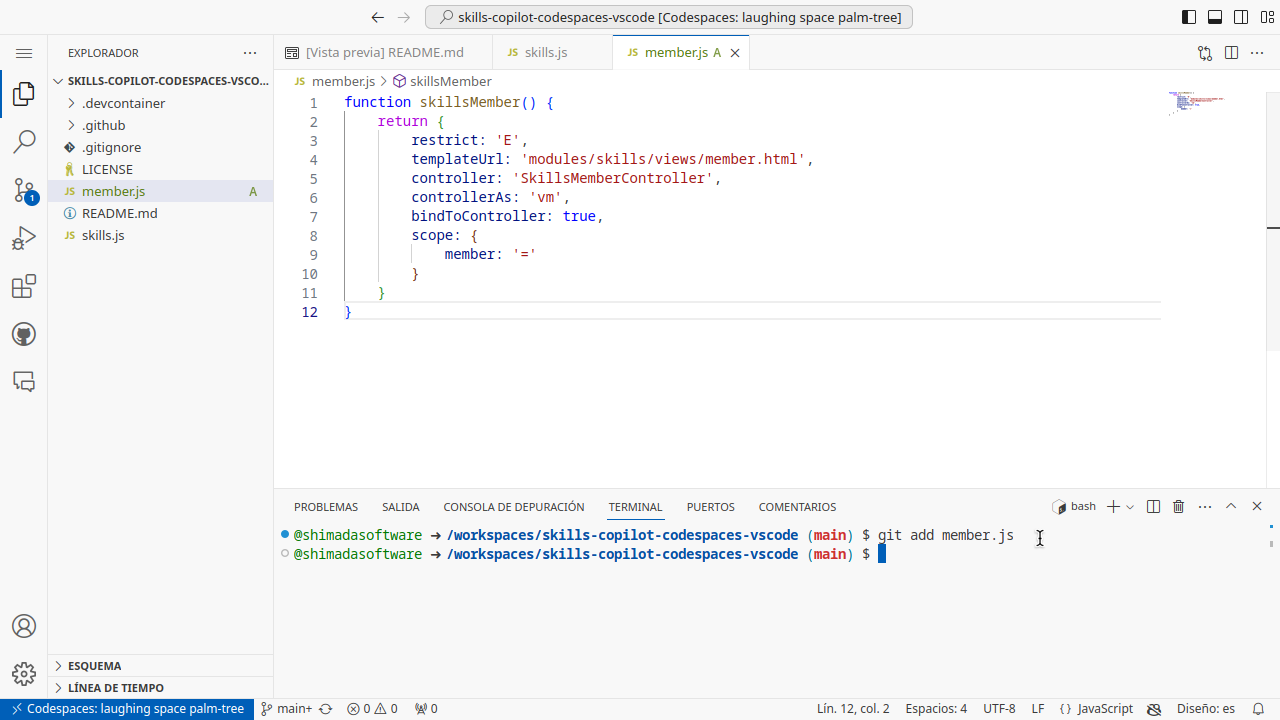 skills-copilot-codespaces-vscode [Codespaces: laughing space palm-tree]
EXPLORADOR
SKILLS-COPILOT-CODESPACES-VSCO...
.devcontainer
.github
.gitignore
LICENSE
JS member.js A
README.md
JS skills.js
ESQUEMA
LÍNEA DE TIEMPO
[Vista previa] README.md
JS skills.js
JS member.js A
JS member.js > skillsMember
1 function skillsMember() {
2 return {
3 restrict: 'E',
4 templateUrl: 'modules/skills/views/member.html',
5 controller: 'SkillsMemberController',
6 controllerAs: 'vm',
7 bindToController: true,
8 scope: {
9 member: '='
10 }
11 }
12 }
PROBLEMAS SALIDA CONSOLA DE DEPURACIÓN TERMINAL PUERTOS COMENTARIOS
bash
@shimadasoftware ➜ /workspaces/skills-copilot-codespaces-vscode (main) $ git add member.js
@shimadasoftware ➜ /workspaces/skills-copilot-codespaces-vscode (main) $
1
Codespaces: laughing space palm-tree main+ 0 0 0 Lín. 12, col. 2 Espacios: 4 UTF-8 LF {} JavaScript Diseño: es